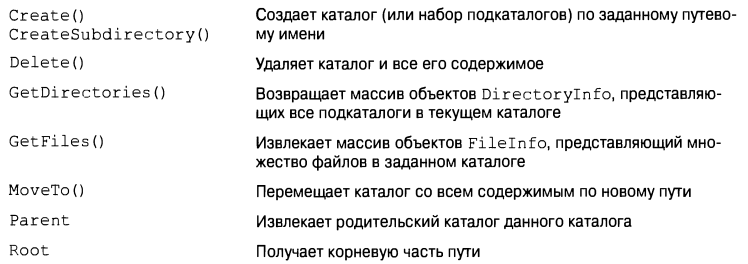 Create() Создает каталог (или набор подкаталогов) по заданному путево-
CreateSubdirectory() му имени
Delete() Удаляет каталог и все его содержимое
GetDirectories() Возвращает массив объектов DirectoryInfo, представляю-
щих все подкаталоги в текущем каталоге
GetFiles() Извлекает массив объектов FileInfo, представляющий мно-
жество файлов в заданном каталоге
MoveTo() Перемещает каталог со всем содержимым по новому пути
Parent Извлекает родительский каталог данного каталога
Root Получает корневую часть пути